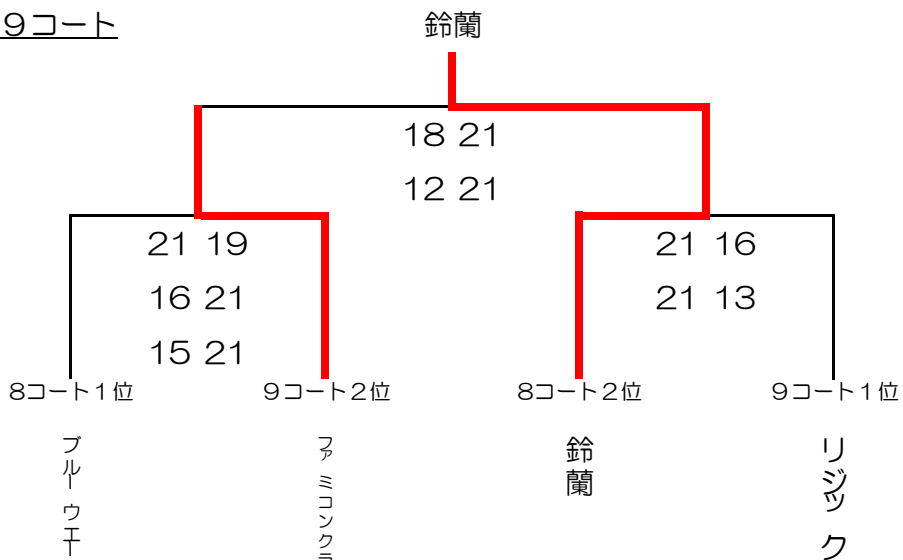 ９コート
鈴蘭
18 21
12 21
21 19
16 21
15 21
21 16
21 13
8コート１位
９コート２位
8コート２位
９コート１位
ブルーウエー
ファミコンクラ
鈴蘭
リジック